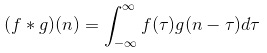 (f * g)(n) = ∫_{-∞}^{∞} f(τ)g(n − τ)dτ